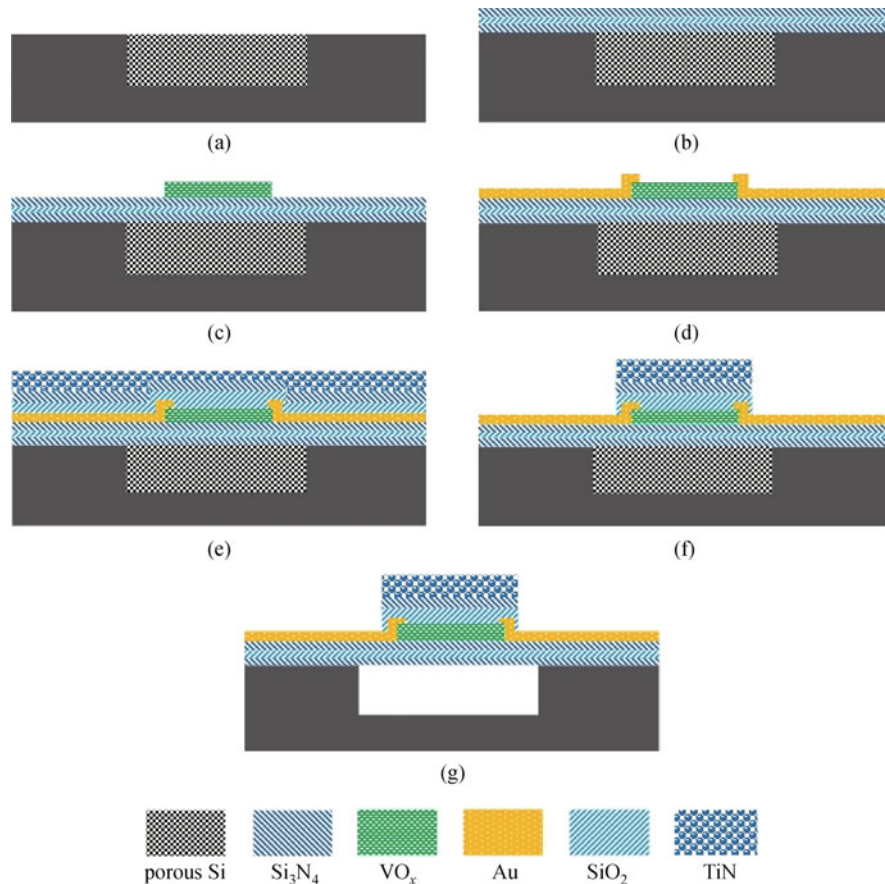 (a)
(b)
(c)
(d)
(e)
(f)
(g)
porous Si
Si₃N₄
VOₓ
Au
SiO₂
TiN